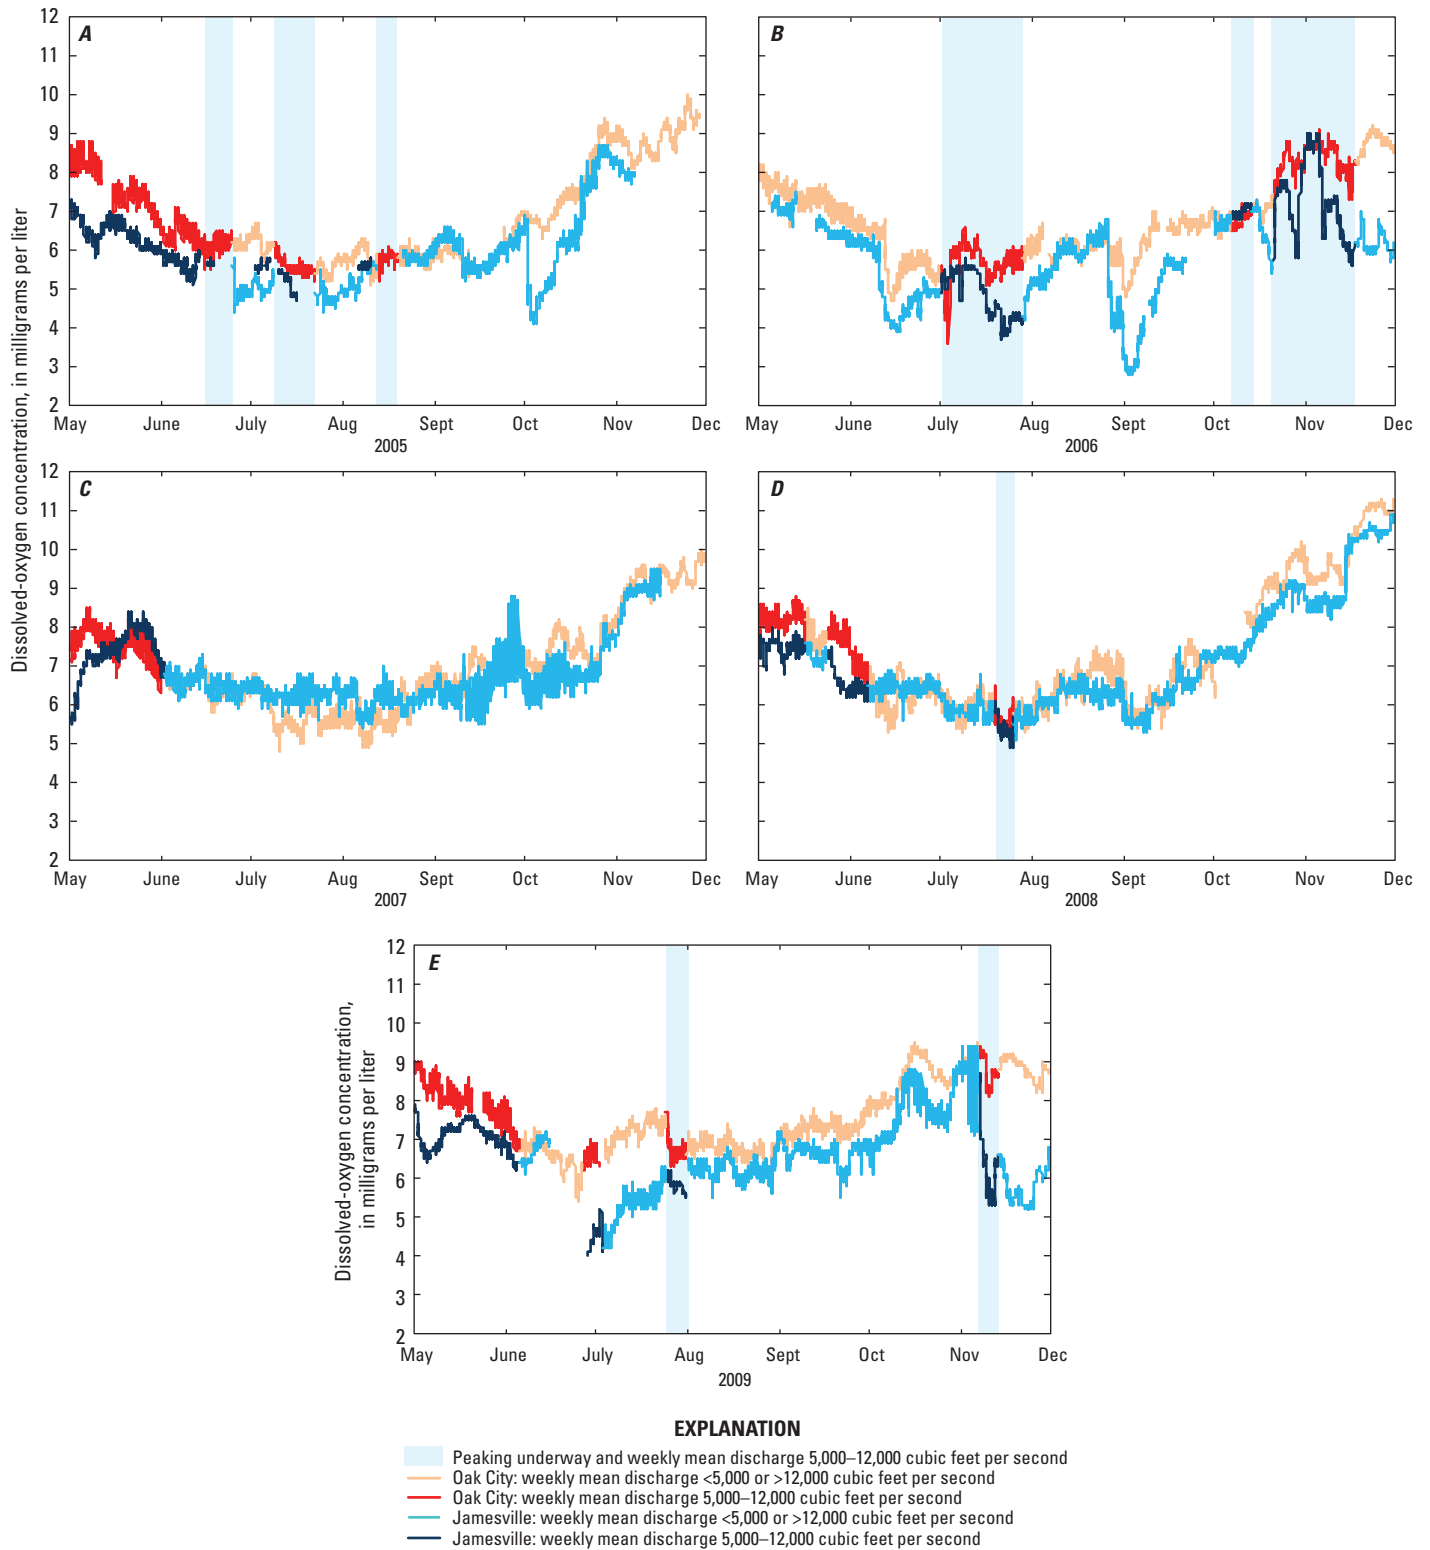 Dissolved-oxygen concentration, in milligrams per liter
12
11
10
9
8
7
6
5
4
3
2
A
May June July Aug Sept Oct Nov Dec
2005
B
May June July Aug Sept Oct Nov Dec
2006
12
11
10
9
8
7
6
5
4
3
2
C
May June July Aug Sept Oct Nov Dec
2007
D
May June July Aug Sept Oct Nov Dec
2008
Dissolved-oxygen concentration,
in milligrams per liter
12
11
10
9
8
7
6
5
4
3
2
E
May June July Aug Sept Oct Nov Dec
2009
EXPLANATION
Peaking underway and weekly mean discharge 5,000–12,000 cubic feet per second
Oak City: weekly mean discharge <5,000 or >12,000 cubic feet per second
Oak City: weekly mean discharge 5,000–12,000 cubic feet per second
Jamesville: weekly mean discharge <5,000 or >12,000 cubic feet per second
Jamesville: weekly mean discharge 5,000–12,000 cubic feet per second